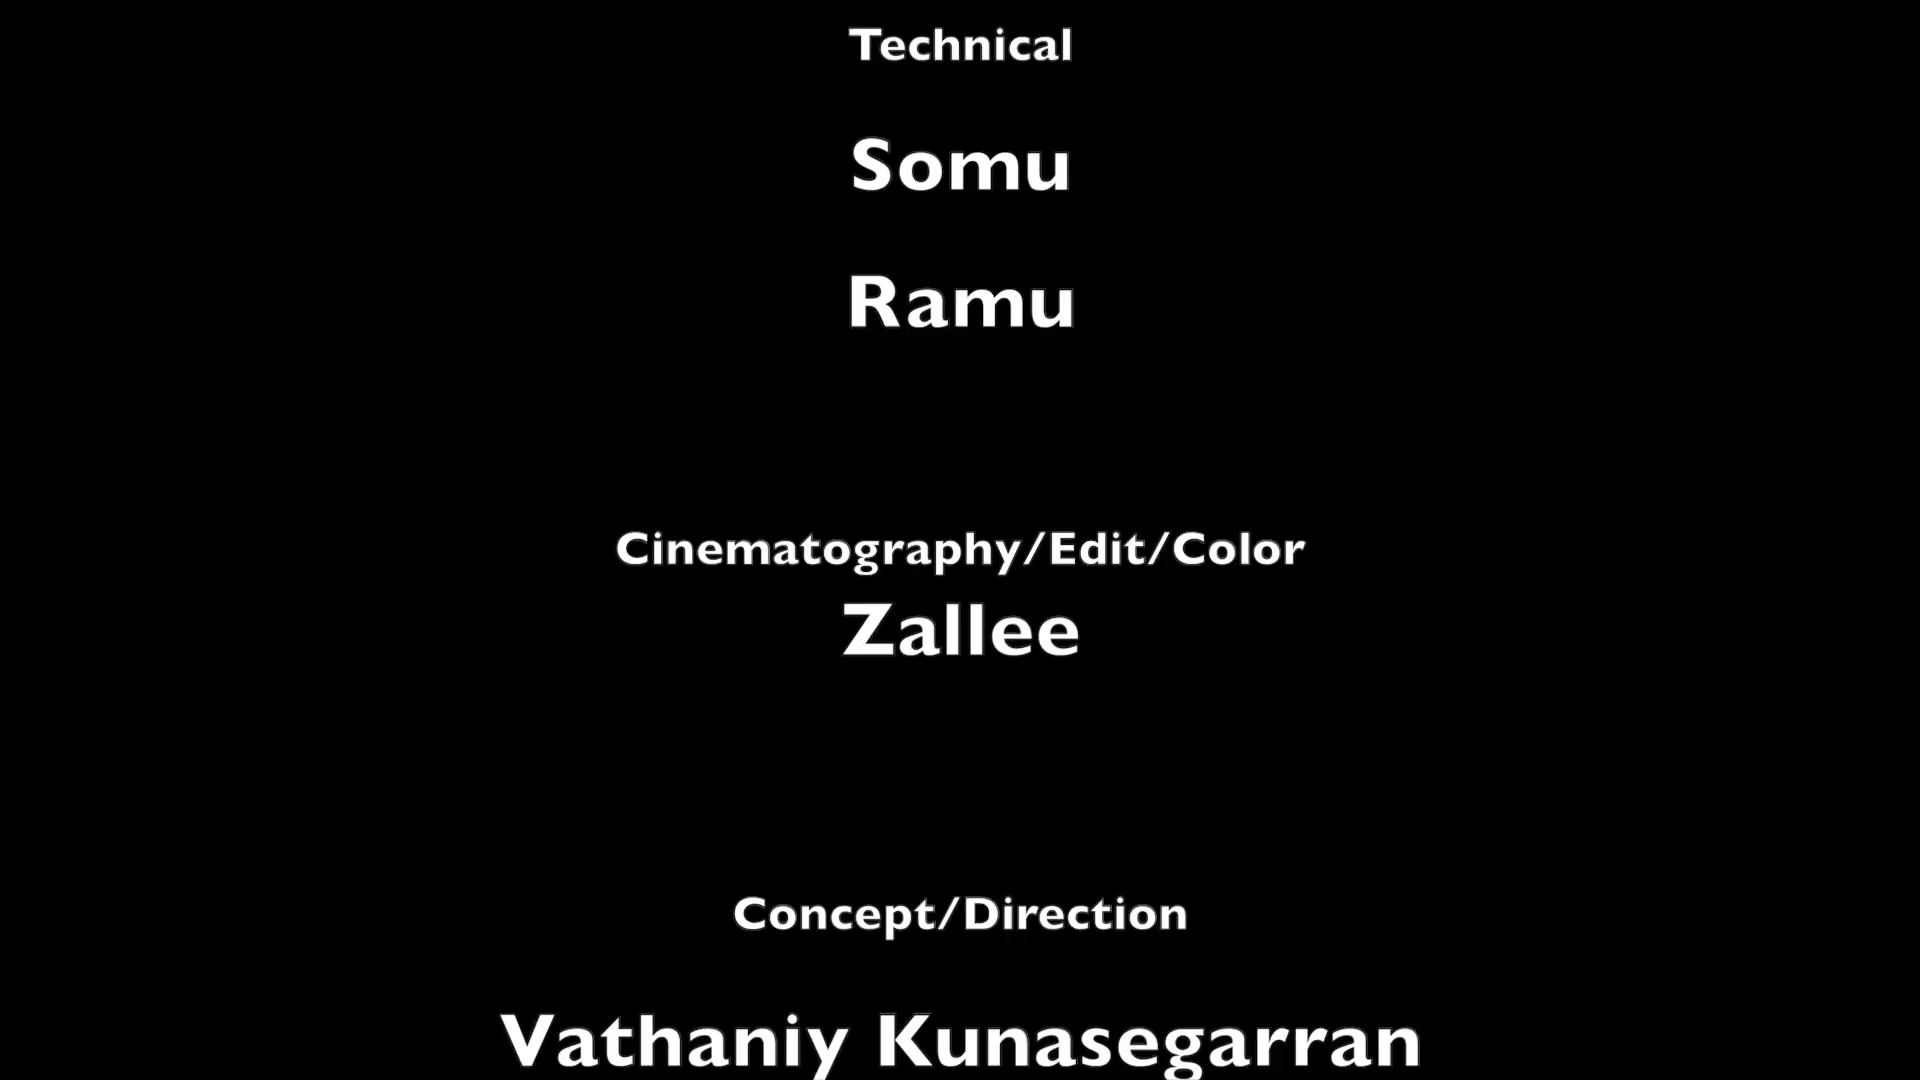 Technical
Somu
Ramu
Cinematography/Edit/Color
Zallee
Concept/Direction
Vathaniy Kunasegarran